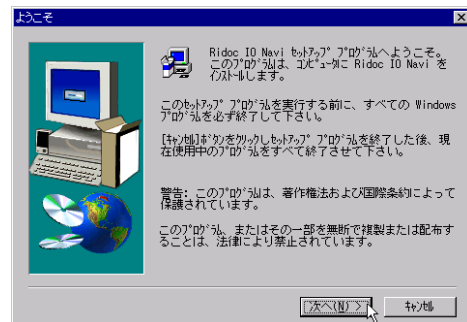 ようこそ
Ridoc IO Navi ｾｯﾄｱｯﾌﾟ ﾌﾟﾛｸﾞﾗﾑへようこそ。
このﾌﾟﾛｸﾞﾗﾑは、ｺﾝﾋﾟｭｰﾀに Ridoc IO Navi を
ｲﾝｽﾄｰﾙします。
このｾｯﾄｱｯﾌﾟ ﾌﾟﾛｸﾞﾗﾑを実行する前に、すべての Windows
ﾌﾟﾛｸﾞﾗﾑを必ず終了して下さい。
[ｷｬﾝｾﾙ]ﾎﾞﾀﾝをｸﾘｯｸしｾｯﾄｱｯﾌﾟ ﾌﾟﾛｸﾞﾗﾑを終了した後、現
在使用中のﾌﾟﾛｸﾞﾗﾑをすべて終了させて下さい。
警告: このﾌﾟﾛｸﾞﾗﾑは、著作権法および国際条約によって
保護されています。
このﾌﾟﾛｸﾞﾗﾑ、またはその一部を無断で複製または配布す
ることは、法律により禁止されています。
次へ(N) >
ｷｬﾝｾﾙ